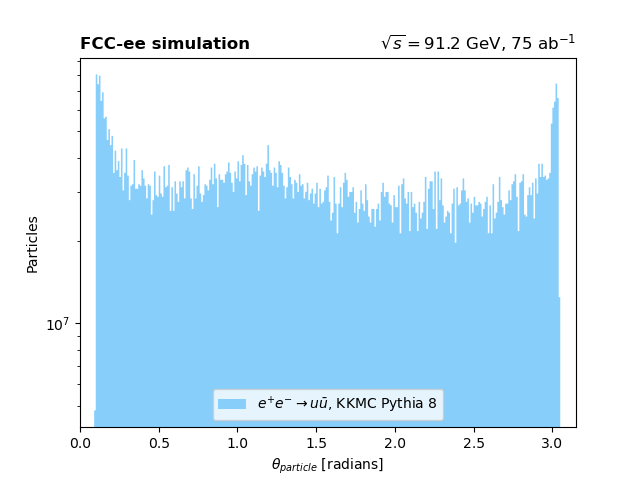 FCC-ee simulation √s = 91.2 GeV, 75 ab⁻¹
Particles
10⁷
e⁺e⁻ → uū, KKMC Pythia 8
0.0 0.5 1.0 1.5 2.0 2.5 3.0
θparticle [radians]